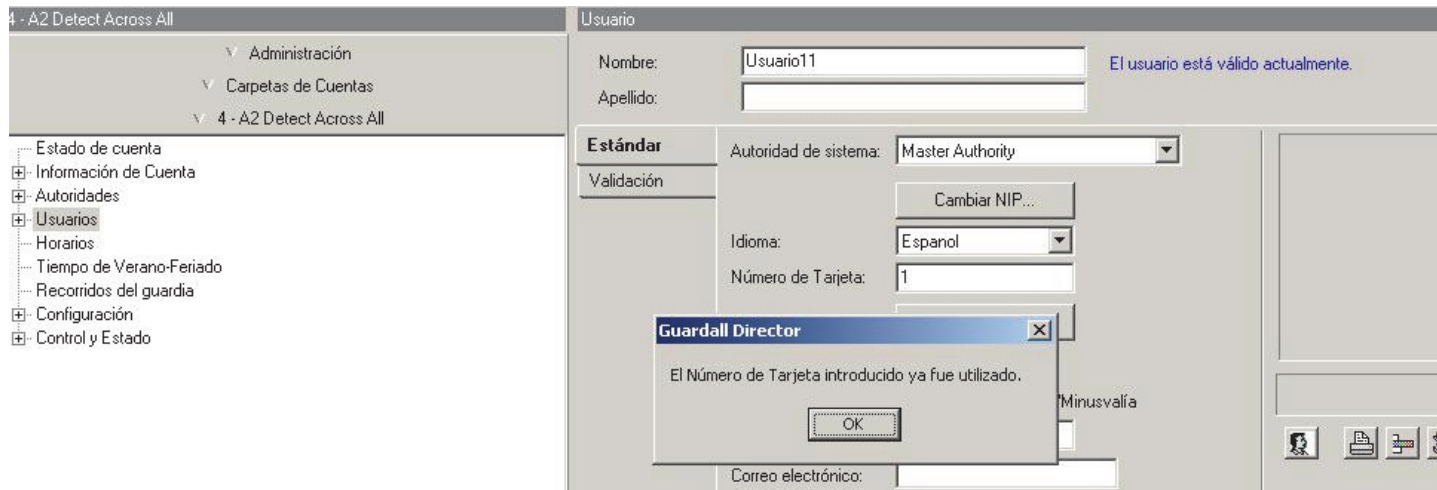 4 - A2 Detect Across All
Administración
Carpetas de Cuentas
4 - A2 Detect Across All
Estado de cuenta
Información de Cuenta
Autoridades
Usuarios
Horarios
Tiempo de Verano-Feriado
Recorridos del guardia
Configuración
Control y Estado
Usuario
Nombre: Usuario11 El usuario está válido actualmente.
Apellido:
Estándar
Validación
Autoridad de sistema: Master Authority
Cambiar NIP...
Idioma: Espanol
Número de Tarjeta: 1
Guardall Director
El Número de Tarjeta introducido ya fue utilizado.
OK
/Minusvalía
Correo electrónico: